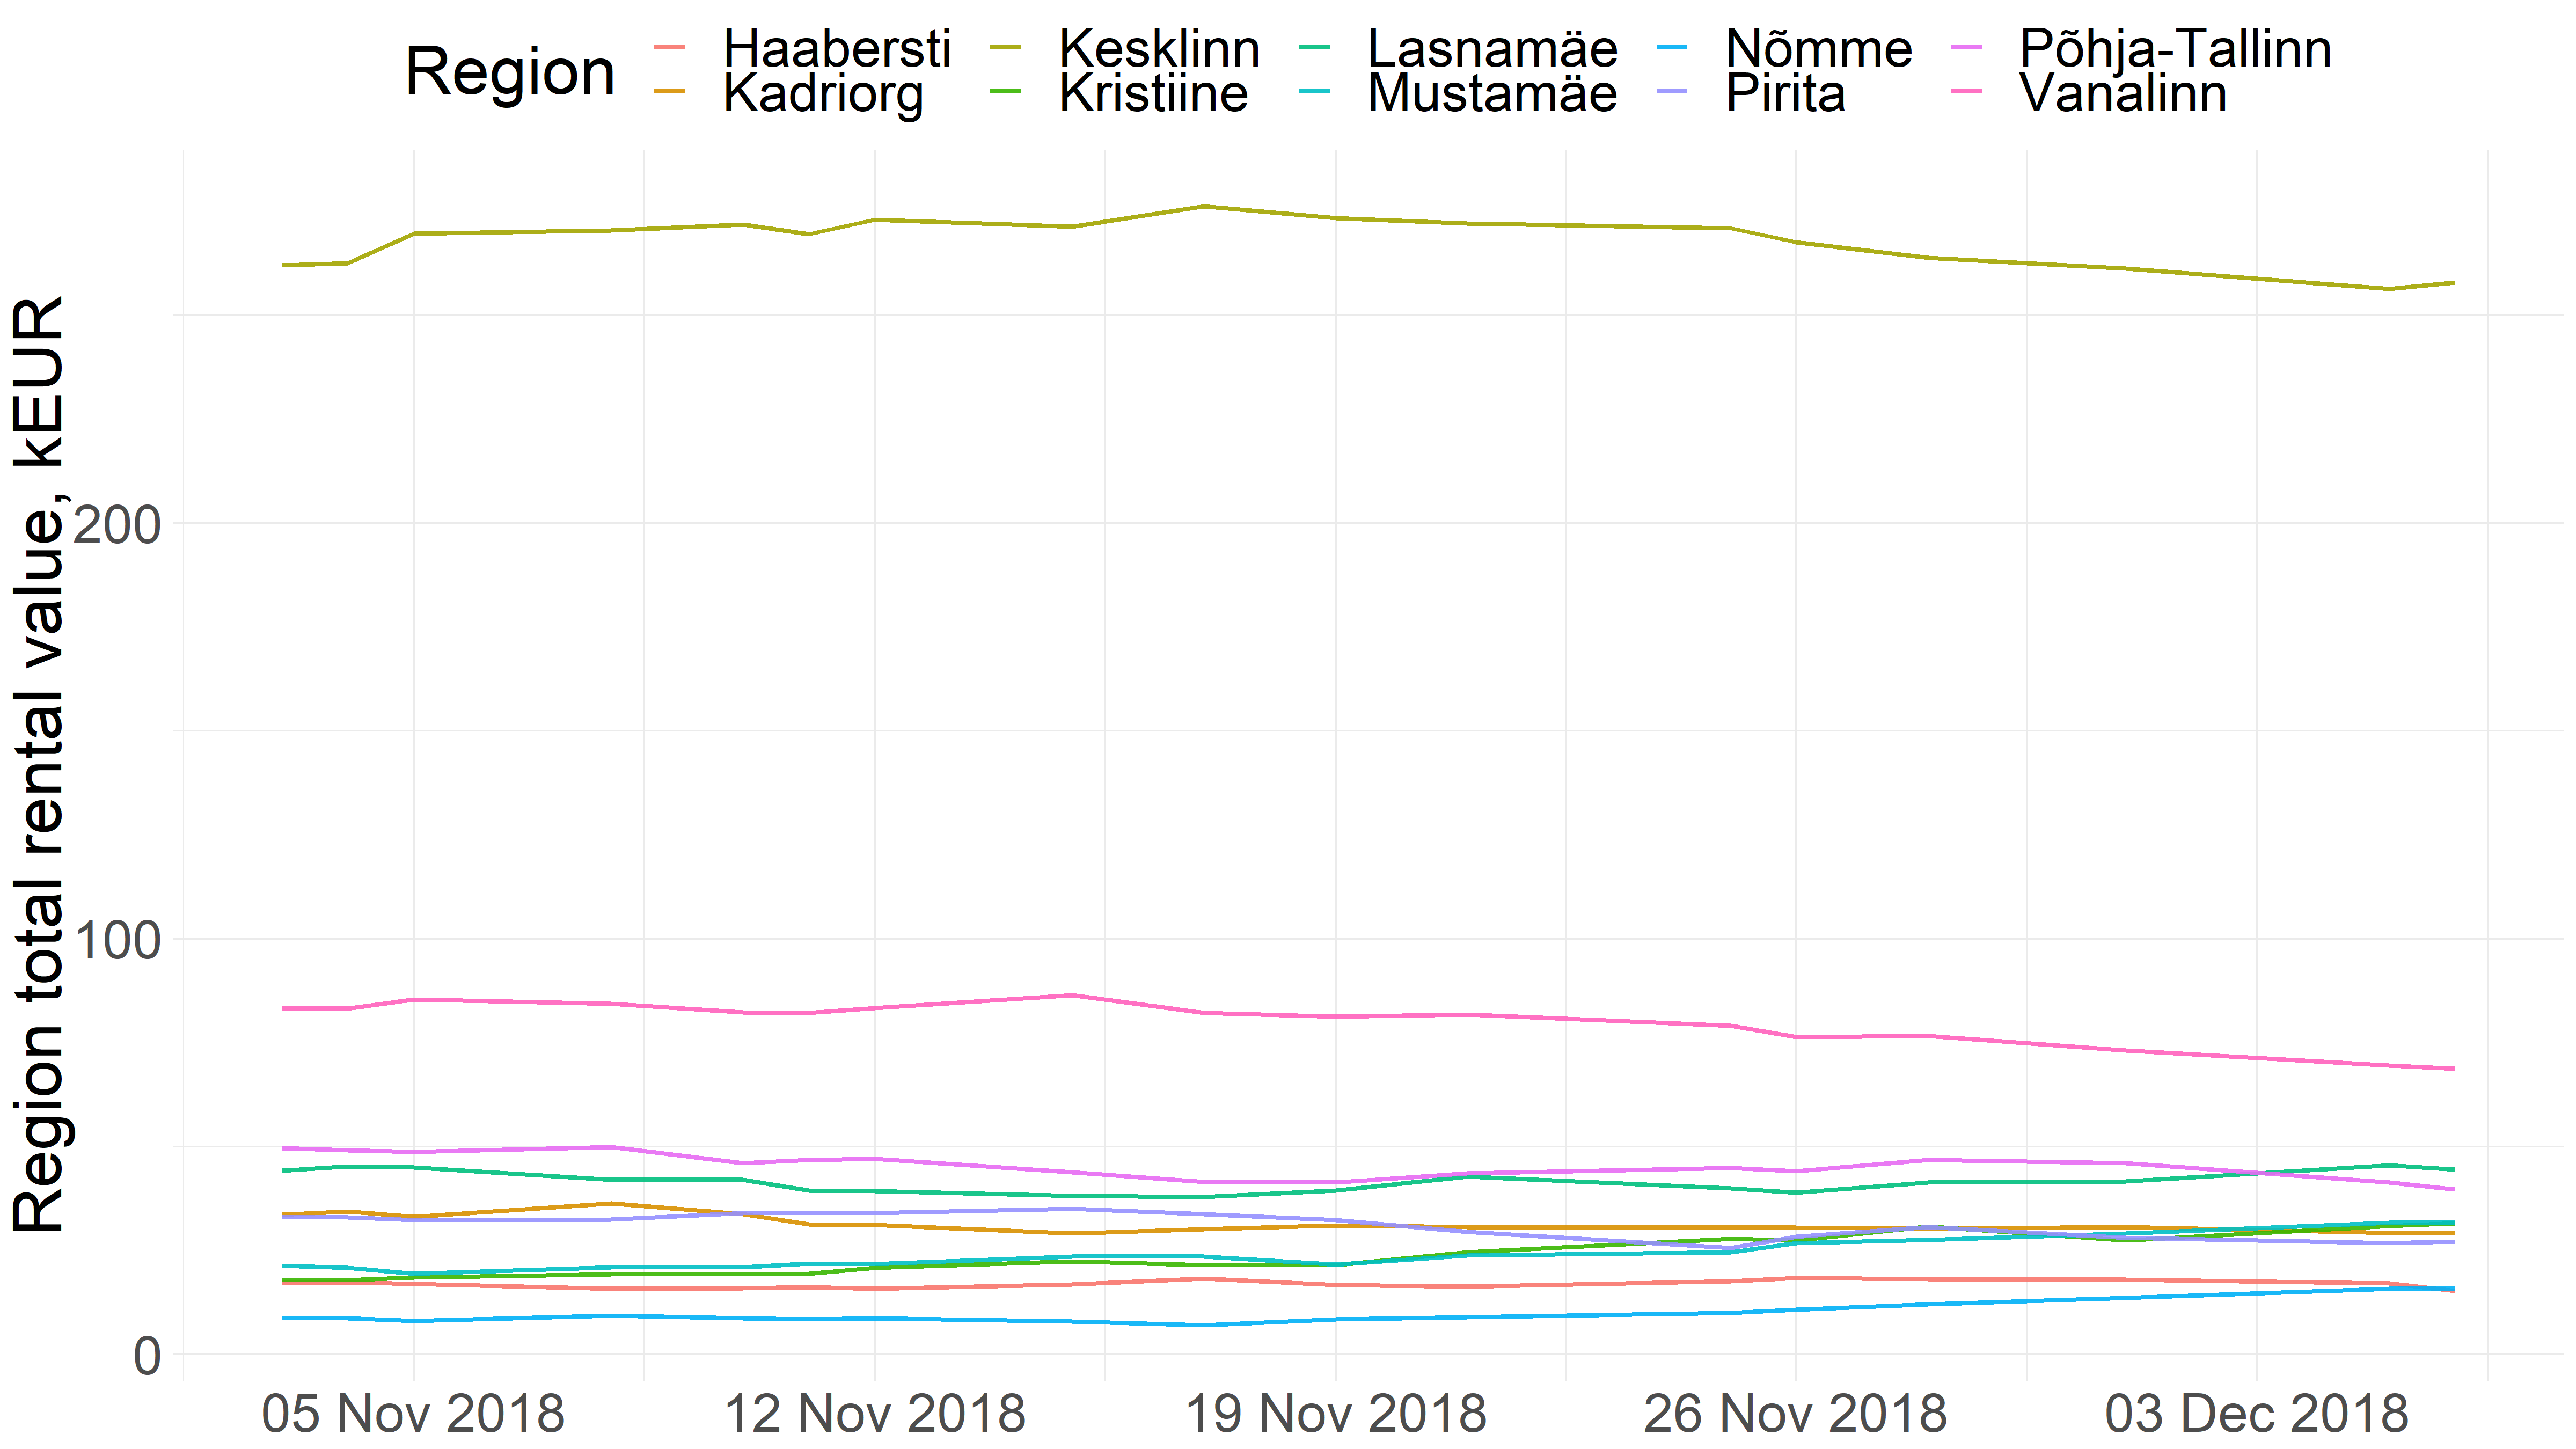 Region
Haabersti Kesklinn Lasnamäe Nõmme Põhja-Tallinn
Kadriorg Kristiine Mustamäe Pirita Vanalinn
Region total rental value, kEUR
200
100
0
05 Nov 2018 12 Nov 2018 19 Nov 2018 26 Nov 2018 03 Dec 2018